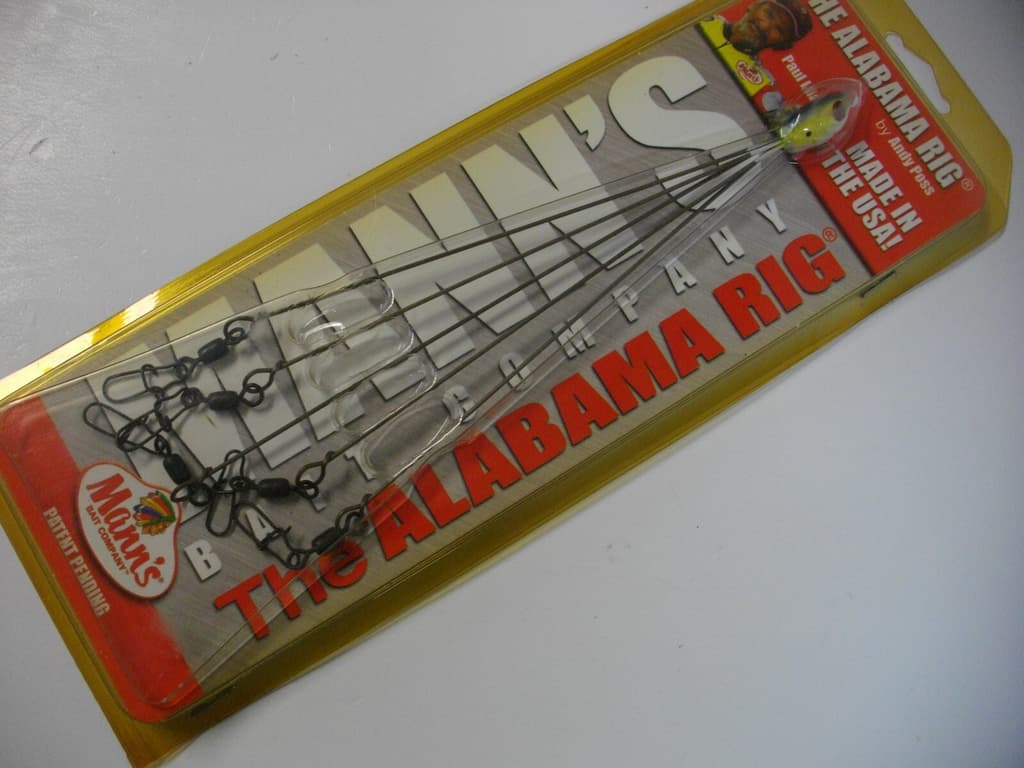 THE ALABAMA RIG®
by Andy Poss
MADE IN
THE USA!
Paul
MANN'S
BAIT COMPANY
The ALABAMA RIG®
Mann's®
BAIT COMPANY
PATENT PENDING